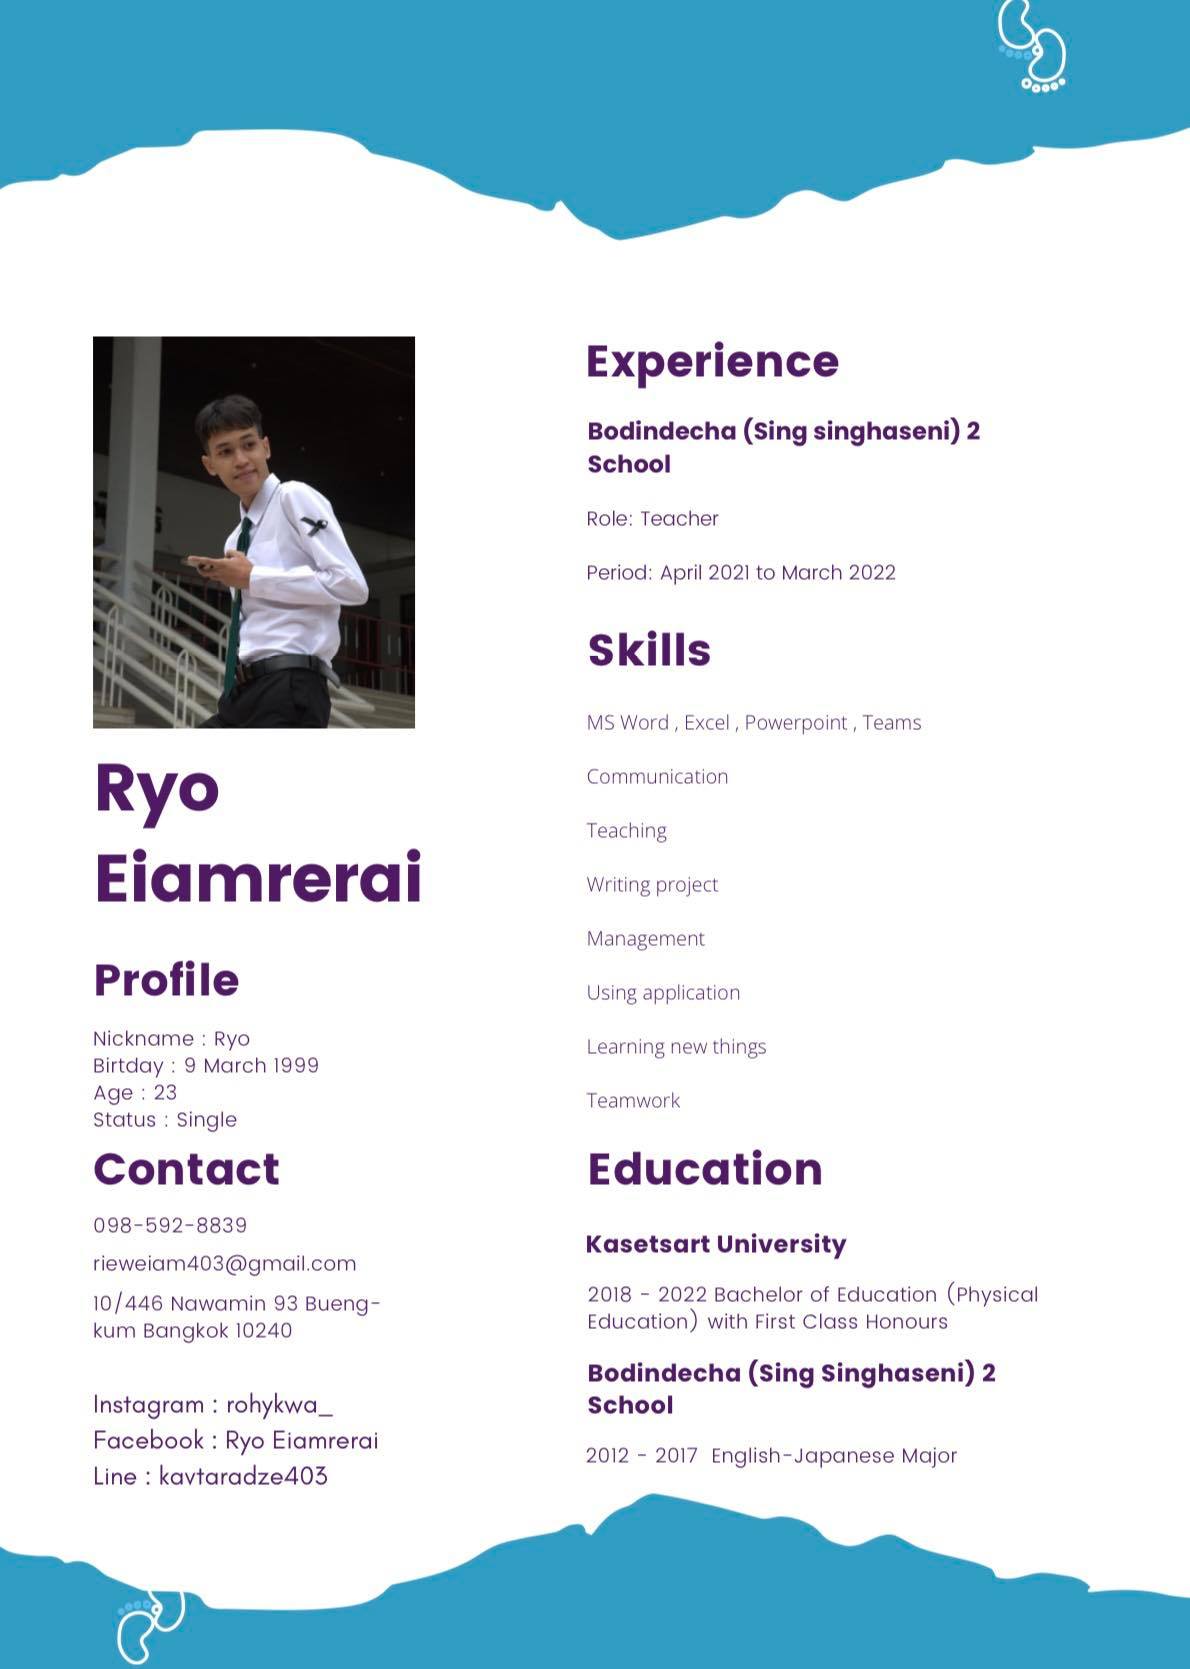 Ryo
Eiamrerai
Profile
Nickname : Ryo
Birtday : 9 March 1999
Age : 23
Status : Single
Contact
098-592-8839
rieweiam403@gmail.com
10/446 Nawamin 93 Bueng-
kum Bangkok 10240
Instagram : rohykwa_
Facebook : Ryo Eiamrerai
Line : kavtaradze403
Experience
Bodindecha (Sing singhaseni) 2
School
Role: Teacher
Period: April 2021 to March 2022
Skills
MS Word , Excel , Powerpoint , Teams
Communication
Teaching
Writing project
Management
Using application
Learning new things
Teamwork
Education
Kasetsart University
2018 - 2022 Bachelor of Education (Physical
Education) with First Class Honours
Bodindecha (Sing Singhaseni) 2
School
2012 - 2017 English-Japanese Major